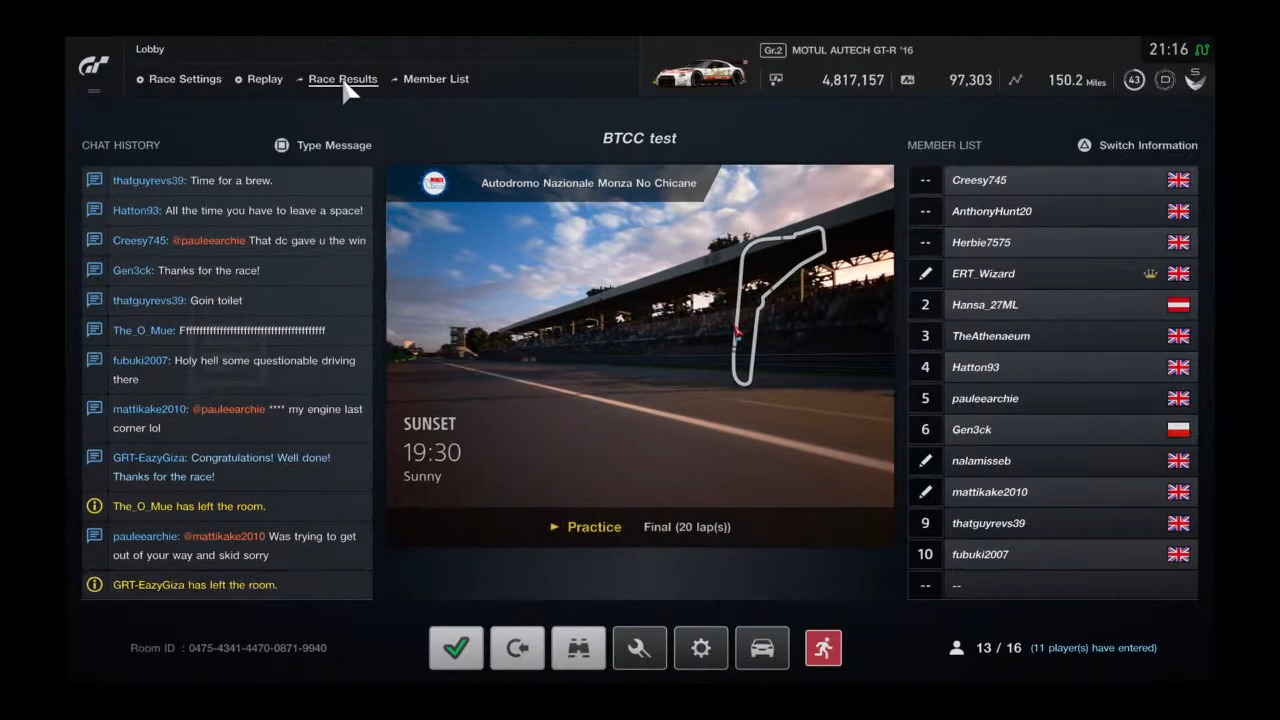 Lobby
Race Settings Replay Race Results Member List
Gr.2 MOTUL AUTECH GT-R '16
4,817,157 97,303 150.2 Miles 43 D S
21:16
CHAT HISTORY Type Message
thatguyrevs39: Time for a brew.
Hatton93: All the time you have to leave a space!
Creesy745: @pauleearchie That dc gave u the win
Gen3ck: Thanks for the race!
thatguyrevs39: Goin toilet
The_O_Mue: Ffffffffffffffffffffffffffffffffffffffffff
fubuki2007: Holy hell some questionable driving
there
mattikake2010: @pauleearchie **** my engine last
corner lol
GRT-EazyGiza: Congratulations! Well done!
Thanks for the race!
The_O_Mue has left the room.
pauleearchie: @mattikake2010 Was trying to get
out of your way and skid sorry
GRT-EazyGiza has left the room.
BTCC test
Autodromo Nazionale Monza No Chicane
SUNSET
19:30
Sunny
Practice Final (20 lap(s))
MEMBER LIST Switch Information
-- Creesy745
-- AnthonyHunt20
-- Herbie7575
ERT_Wizard
2 Hansa_27ML
3 TheAthenaeum
4 Hatton93
5 pauleearchie
6 Gen3ck
nalamisseb
mattikake2010
9 thatguyrevs39
10 fubuki2007
-- --
Room ID : 0475-4341-4470-0871-9940
13 / 16 (11 player(s) have entered)